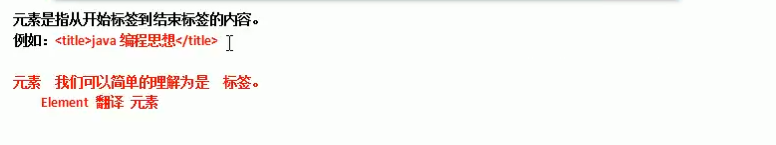 元素是指从开始标签到结束标签的内容。
例如：<title>java 编程思想</title>
元素 我们可以简单的理解为是 标签。
Element 翻译 元素